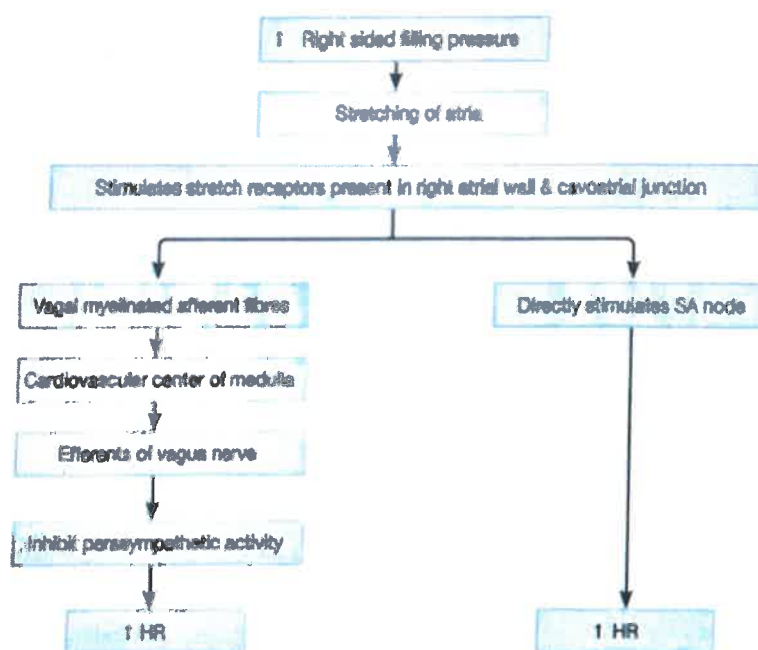 ↑ Right sided filling pressure
Stretching of atria
Stimulates stretch receptors present in right atrial wall & cavoatrial junction
Vagal myelinated afferent fibres
Directly stimulates SA node
Cardiovascular center of medulla
Efferents of vagus nerve
Inhibit parasympathetic activity
↑ HR
↑ HR